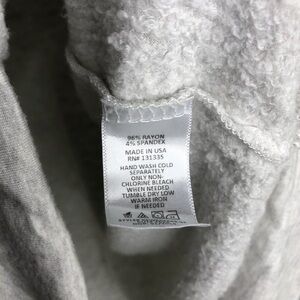 96% RAYON
4% SPANDEX
MADE IN USA
RN# 131335
HAND WASH COLD
SEPARATELY
ONLY NON-
CHLORINE BLEACH
WHEN NEEDED
TUMBLE DRY LOW
WARM IRON
IF NEEDED